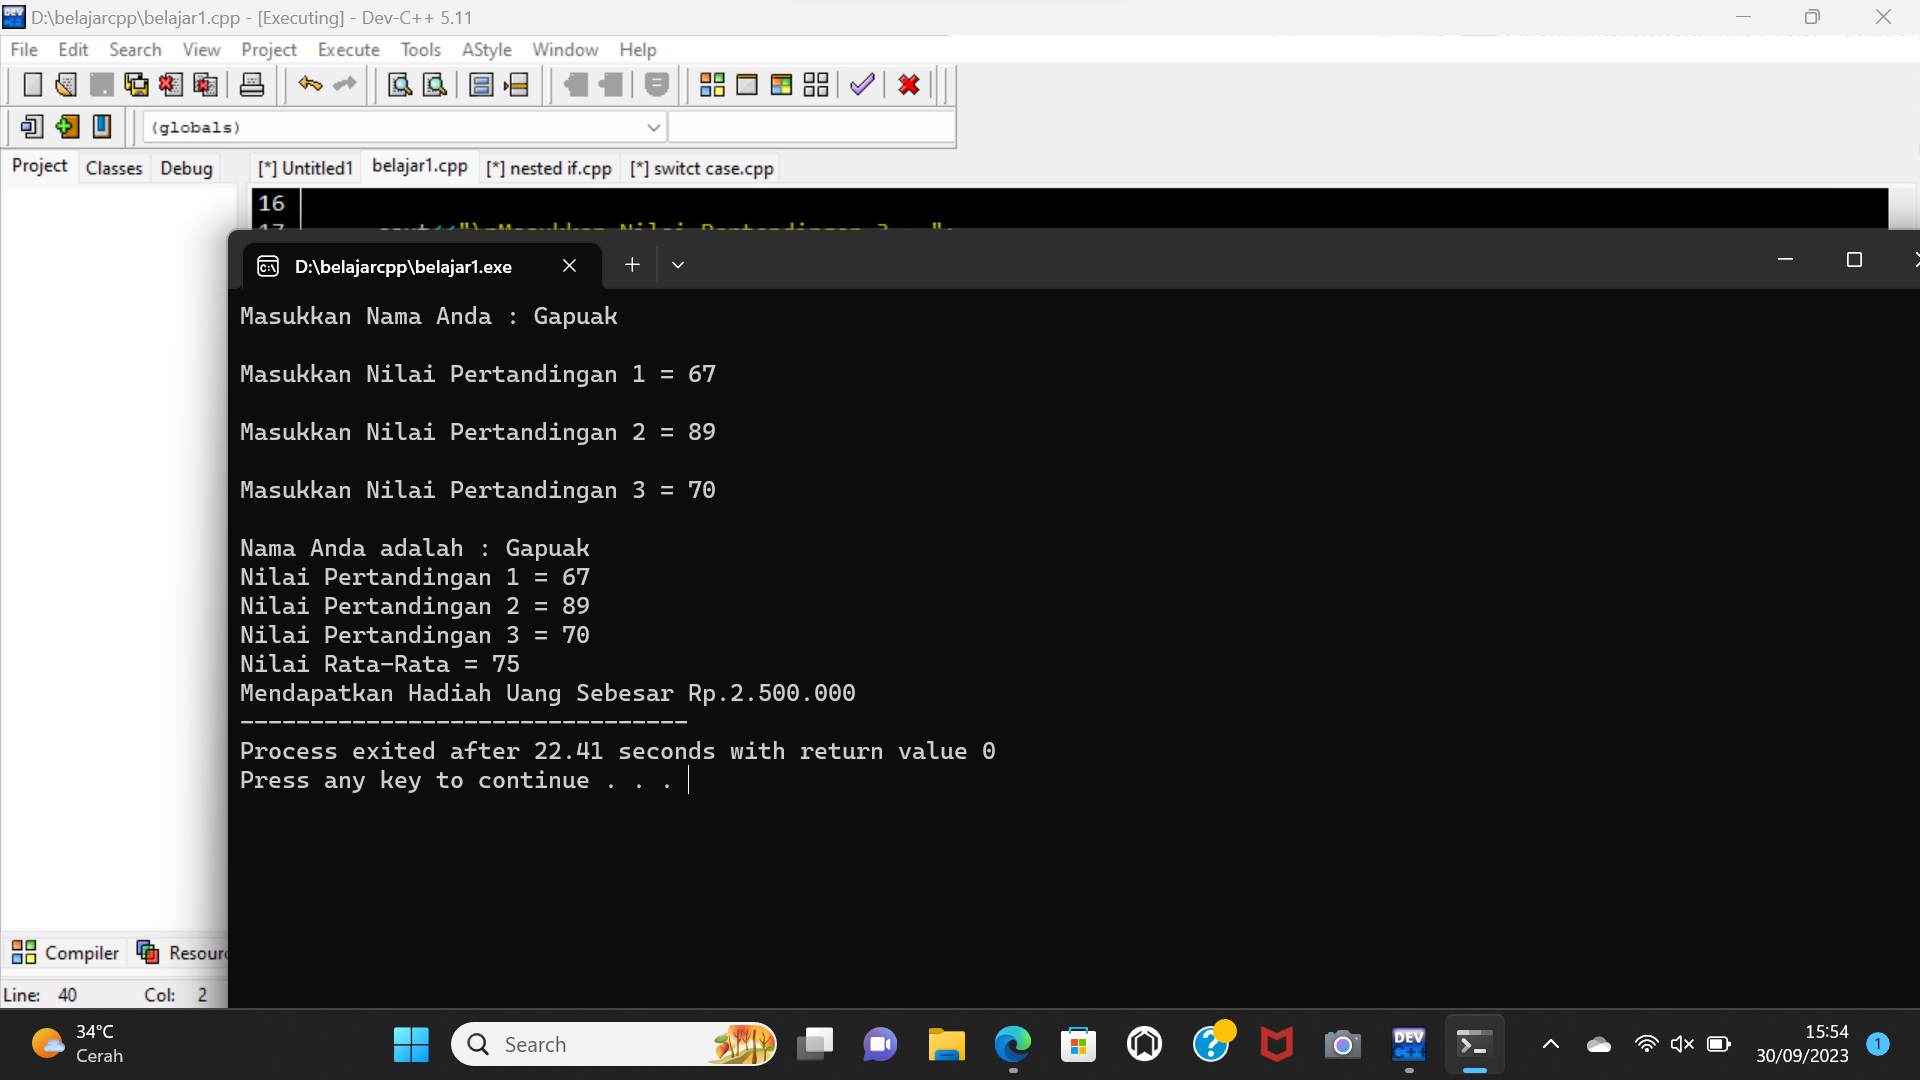 D:\belajarcpp\belajar1.cpp - [Executing] - Dev-C++ 5.11
File Edit Search View Project Execute Tools AStyle Window Help
(globals)
Project Classes Debug [*] Untitled1 belajar1.cpp [*] nested if.cpp [*] switct case.cpp
16
D:\belajarcpp\belajar1.exe
Masukkan Nama Anda : Gapuak
Masukkan Nilai Pertandingan 1 = 67
Masukkan Nilai Pertandingan 2 = 89
Masukkan Nilai Pertandingan 3 = 70
Nama Anda adalah : Gapuak
Nilai Pertandingan 1 = 67
Nilai Pertandingan 2 = 89
Nilai Pertandingan 3 = 70
Nilai Rata-Rata = 75
Mendapatkan Hadiah Uang Sebesar Rp.2.500.000
--------------------------------
Process exited after 22.41 seconds with return value 0
Press any key to continue . . .
Compiler Resour
Line: 40 Col: 2
34°C
Cerah
Search
DEV
C++
15:54
30/09/2023
1